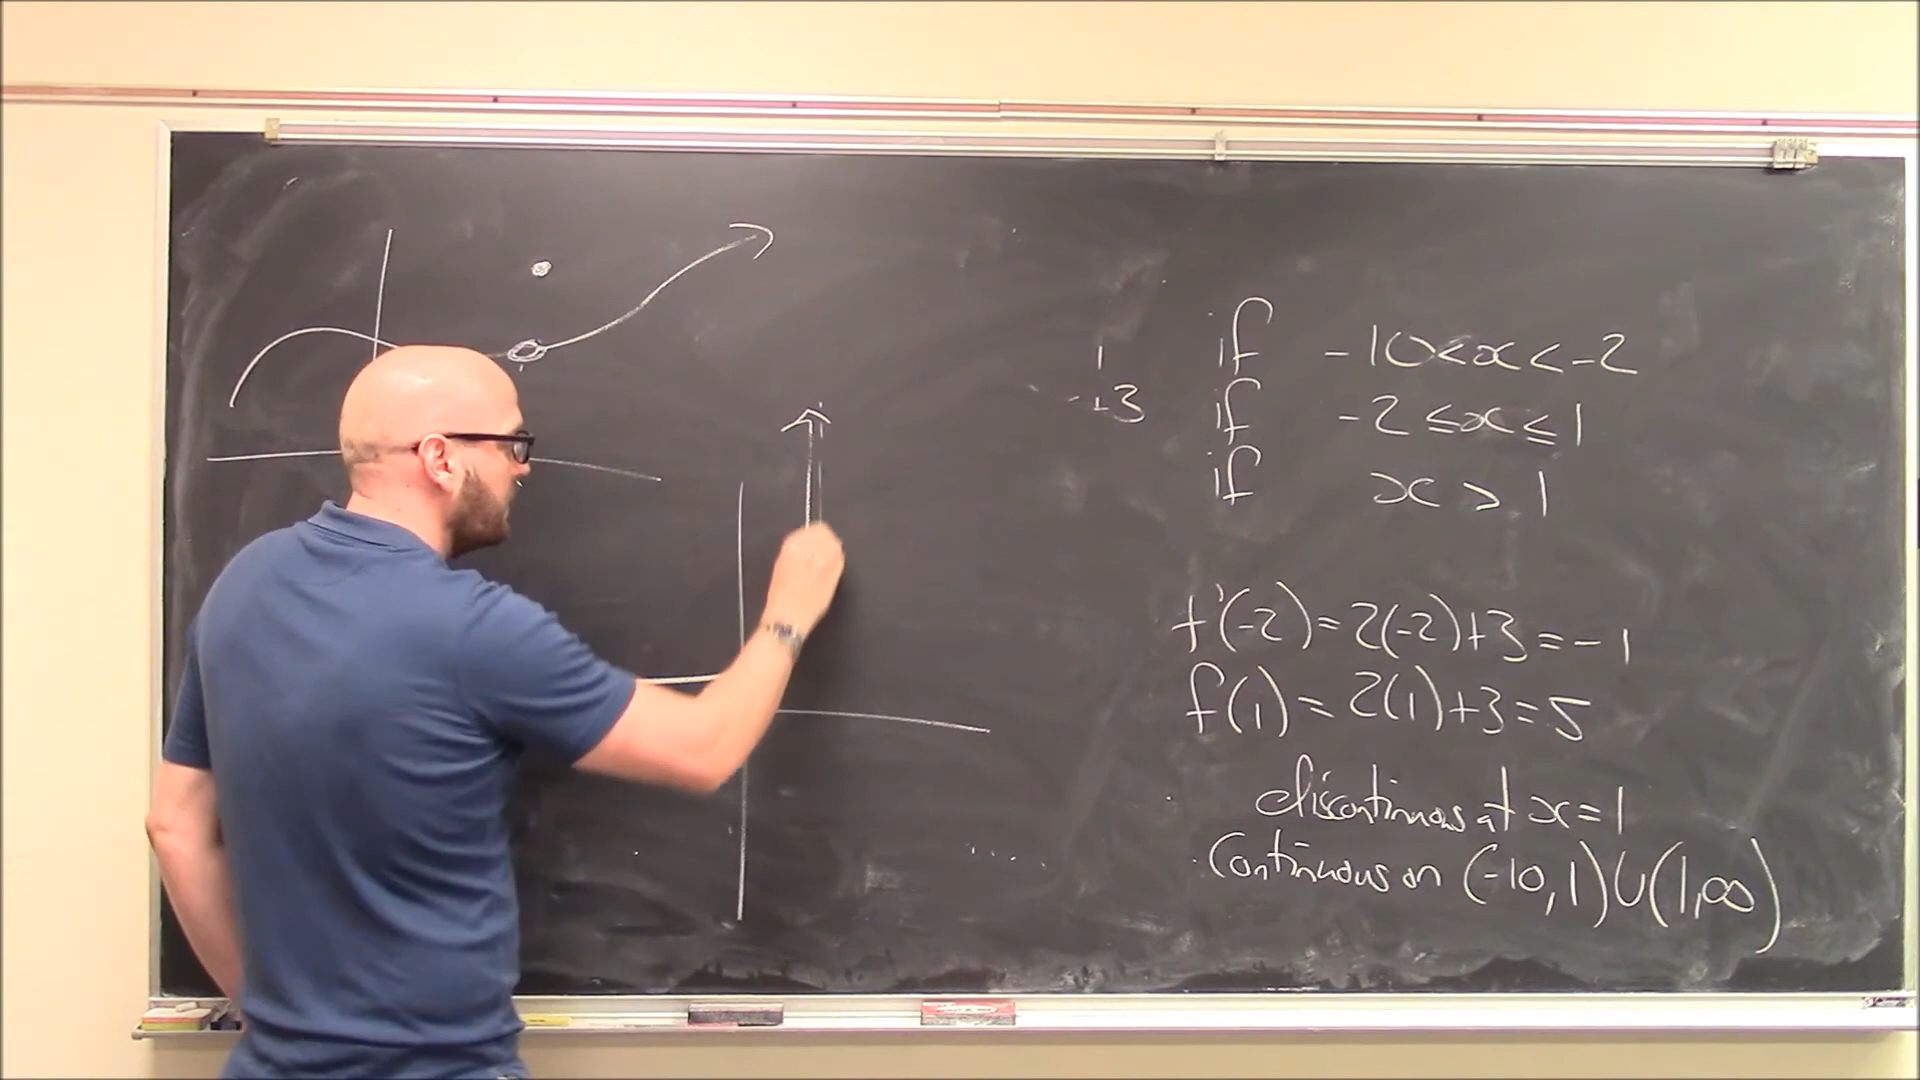 1 if -10<x<-2
+3 if -2≤x≤1
if x > 1
f(-2)=2(-2)+3=-1
f(1)=2(1)+3=5
discontinuous at x=1
Continuous on (-10,1)∪(1,∞)